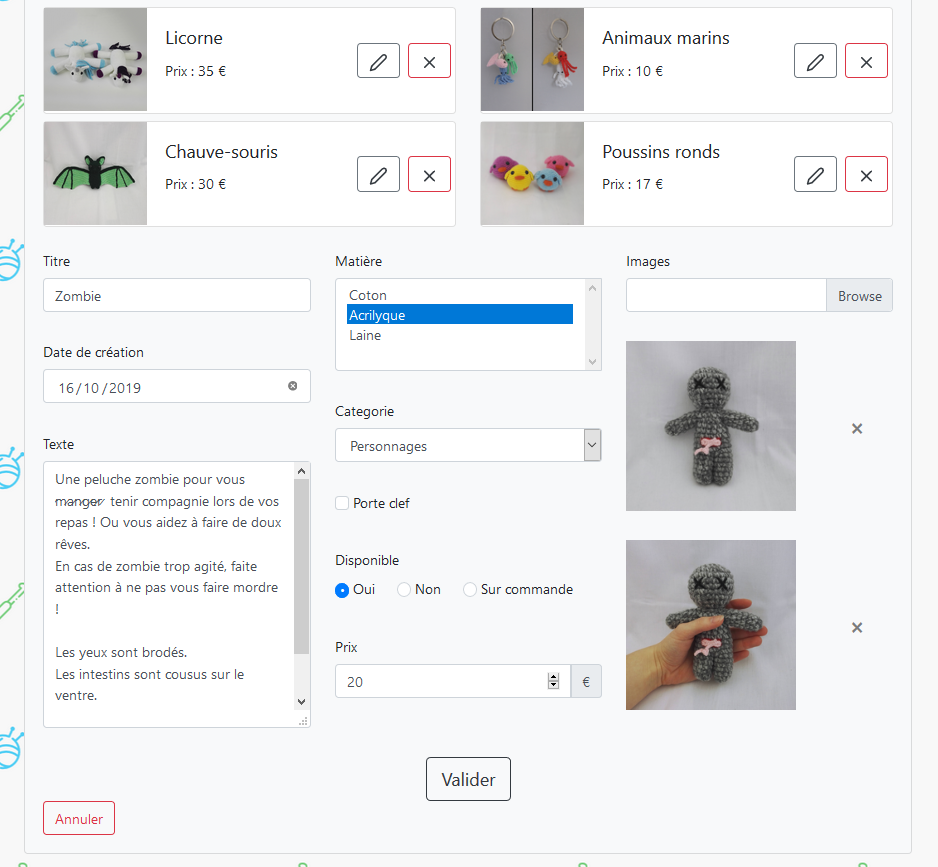 Licorne
Prix : 35 €
Animaux marins
Prix : 10 €
Chauve-souris
Prix : 30 €
Poussins ronds
Prix : 17 €
Titre
Zombie
Date de création
16/10/2019
Texte
Une peluche zombie pour vous
manger tenir compagnie lors de vos
repas ! Ou vous aidez à faire de doux
rêves.
En cas de zombie trop agité, faite
attention à ne pas vous faire mordre
!
Les yeux sont brodés.
Les intestins sont cousus sur le
ventre.
Matière
Coton
Acrilyque
Laine
Categorie
Personnages
Porte clef
Disponible
Oui Non Sur commande
Prix
20 €
Images
Browse
Valider
Annuler